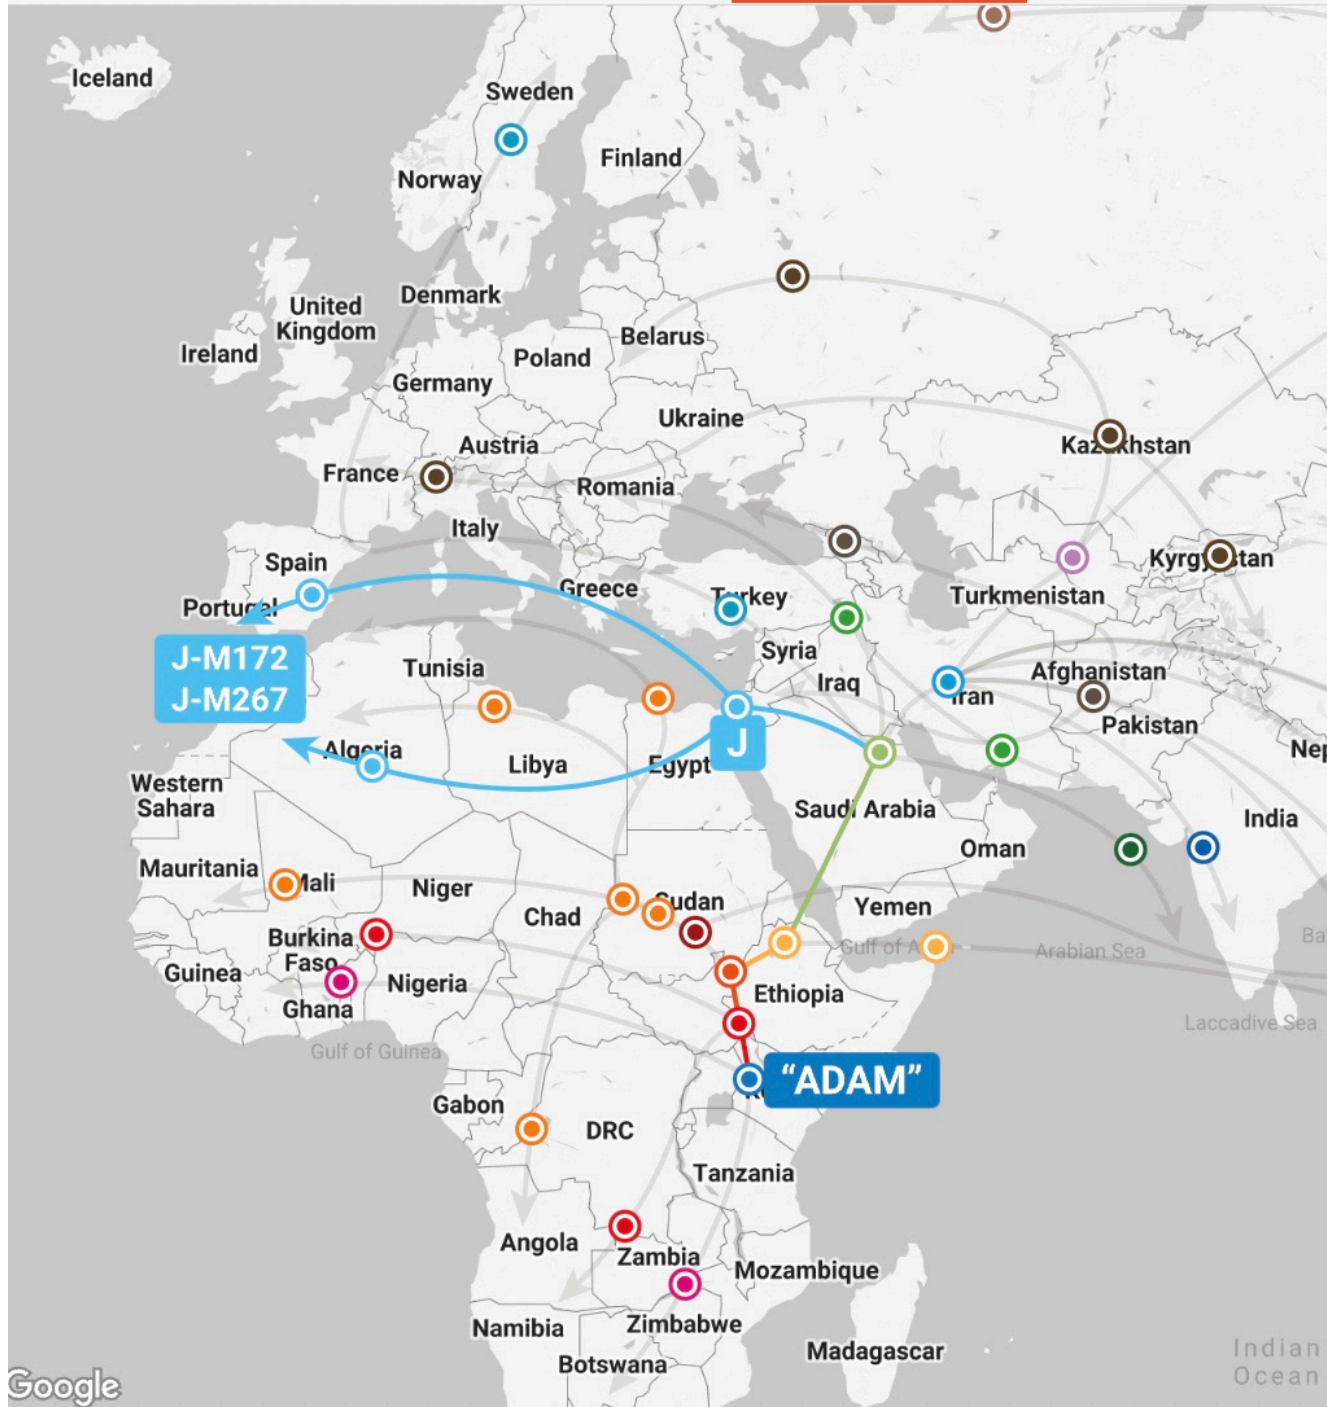 Iceland
Sweden
Finland
Norway
Denmark
United
Kingdom
Ireland
Belarus
Poland
Germany
Ukraine
Austria
Kazakhstan
France
Romania
Italy
Kyrgyzstan
Spain
Greece
Turkey
Turkmenistan
Portugal
J-M172
J-M267
Syria
Tunisia
Afghanistan
Iraq
Iran
Pakistan
J
Nep
Algeria
Libya
Egypt
Western
Sahara
Saudi Arabia
India
Oman
Mauritania
Mali
Niger
Sudan
Chad
Yemen
Burkina
Faso
Gulf of A
Arabian Sea
Ba
Guinea
Nigeria
Ethiopia
Ghana
Laccadive Sea
Gulf of Guinea
"ADAM"
Gabon
DRC
Tanzania
Angola
Zambia
Mozambique
Namibia
Zimbabwe
Madagascar
Botswana
Indian
Ocean
Google